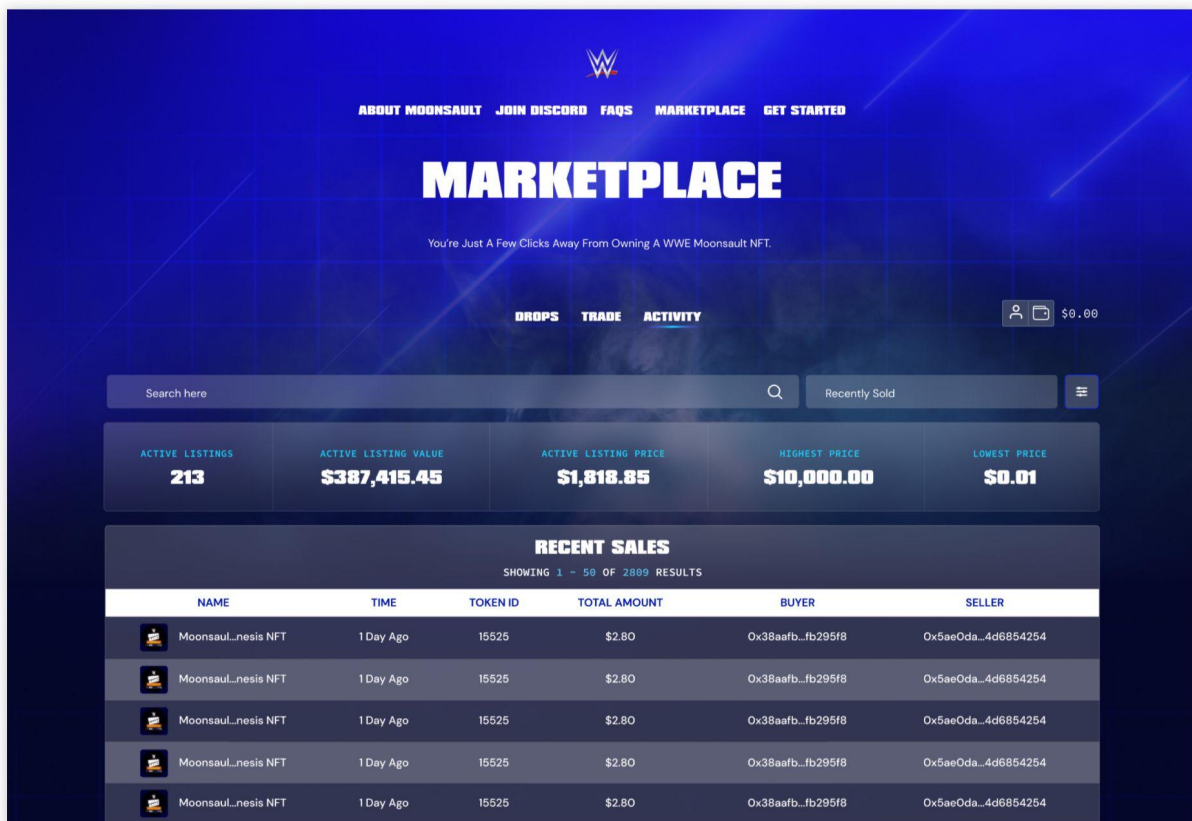 W
ABOUT MOONSAULT JOIN DISCORD FAQS MARKETPLACE GET STARTED
MARKETPLACE
You're Just A Few Clicks Away From Owning A WWE Moonsault NFT.
DROPS TRADE ACTIVITY
$0.00
Search here
Recently Sold
ACTIVE LISTINGS ACTIVE LISTING VALUE ACTIVE LISTING PRICE HIGHEST PRICE LOWEST PRICE
213 $387,415.45 $1,818.85 $10,000.00 $0.01
RECENT SALES
SHOWING 1 - 50 OF 2809 RESULTS
NAME TIME TOKEN ID TOTAL AMOUNT BUYER SELLER
Moonsaul...nesis NFT 1 Day Ago 15525 $2.80 0x38aafb...fb295f8 0x5ae0da...4d6854254
Moonsaul...nesis NFT 1 Day Ago 15525 $2.80 0x38aafb...fb295f8 0x5ae0da...4d6854254
Moonsaul...nesis NFT 1 Day Ago 15525 $2.80 0x38aafb...fb295f8 0x5ae0da...4d6854254
Moonsaul...nesis NFT 1 Day Ago 15525 $2.80 0x38aafb...fb295f8 0x5ae0da...4d6854254
Moonsaul...nesis NFT 1 Day Ago 15525 $2.80 0x38aafb...fb295f8 0x5ae0da...4d6854254